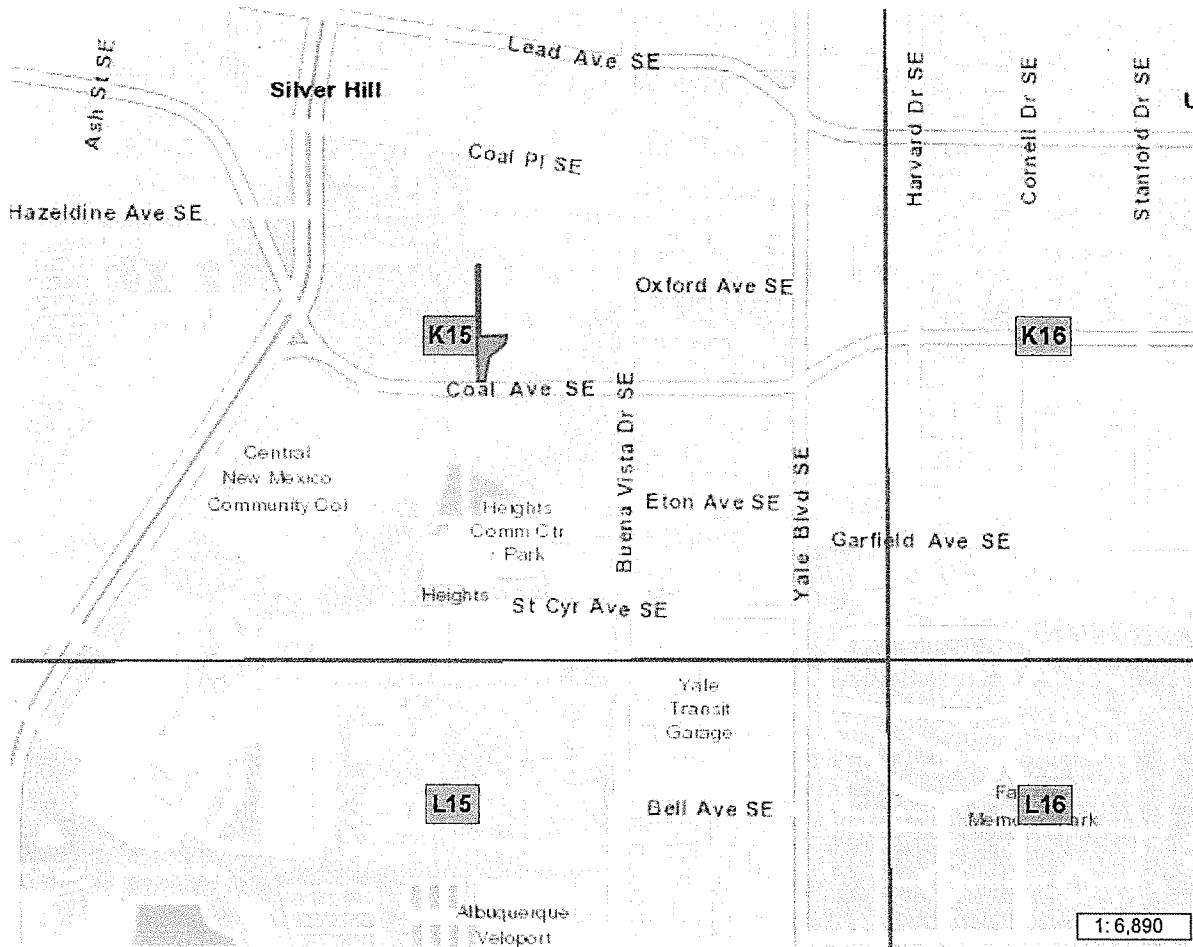 Lead Ave SE
Ash St SE
Silver Hill
Harvard Dr SE
Cornell Dr SE
Stanford Dr SE
U
Coal Pl SE
Hazeldine Ave SE
Oxford Ave SE
K15
K16
Coal Ave SE
Buena Vista Dr SE
Central
New Mexico
Community Col
Heights
Comm Ctr
Park
Eton Ave SE
Yale Blvd SE
Garfield Ave SE
Heights
St Cyr Ave SE
Yale
Transit
Garage
L15
Bell Ave SE
Fa
L16
Mem
ark
Albuquerque
Veloport
1: 6,890